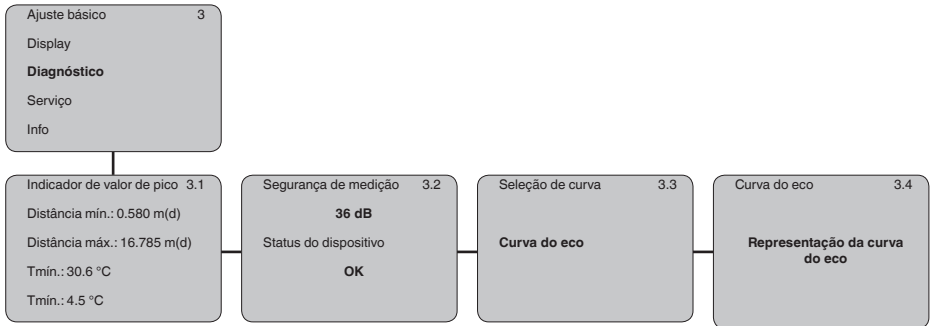 Ajuste básico 3
Display
Diagnóstico
Serviço
Info
Indicador de valor de pico 3.1
Distância mín.: 0.580 m(d)
Distância máx.: 16.785 m(d)
Tmín.: 30.6 °C
Tmín.: 4.5 °C
Segurança de medição 3.2
36 dB
Status do dispositivo
OK
Seleção de curva 3.3
Curva do eco
Curva do eco 3.4
Representação da curva
do eco